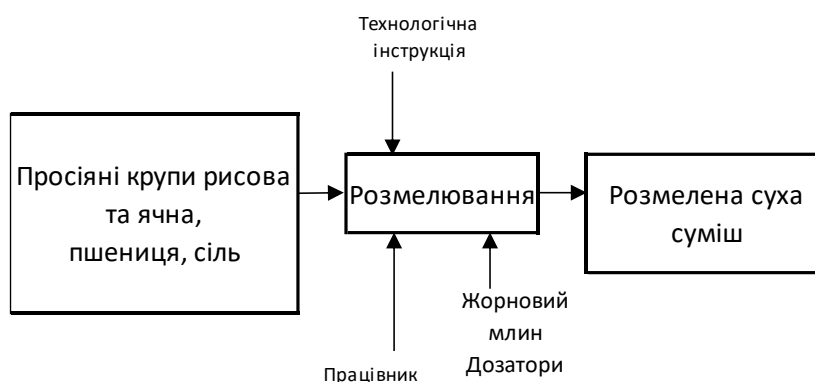 Технологічна
інструкція
Просіяні крупи рисова
та ячна,
пшениця, сіль
Розмелювання
Розмелена суха
суміш
Жорновий
млин
Дозатори
Працівник